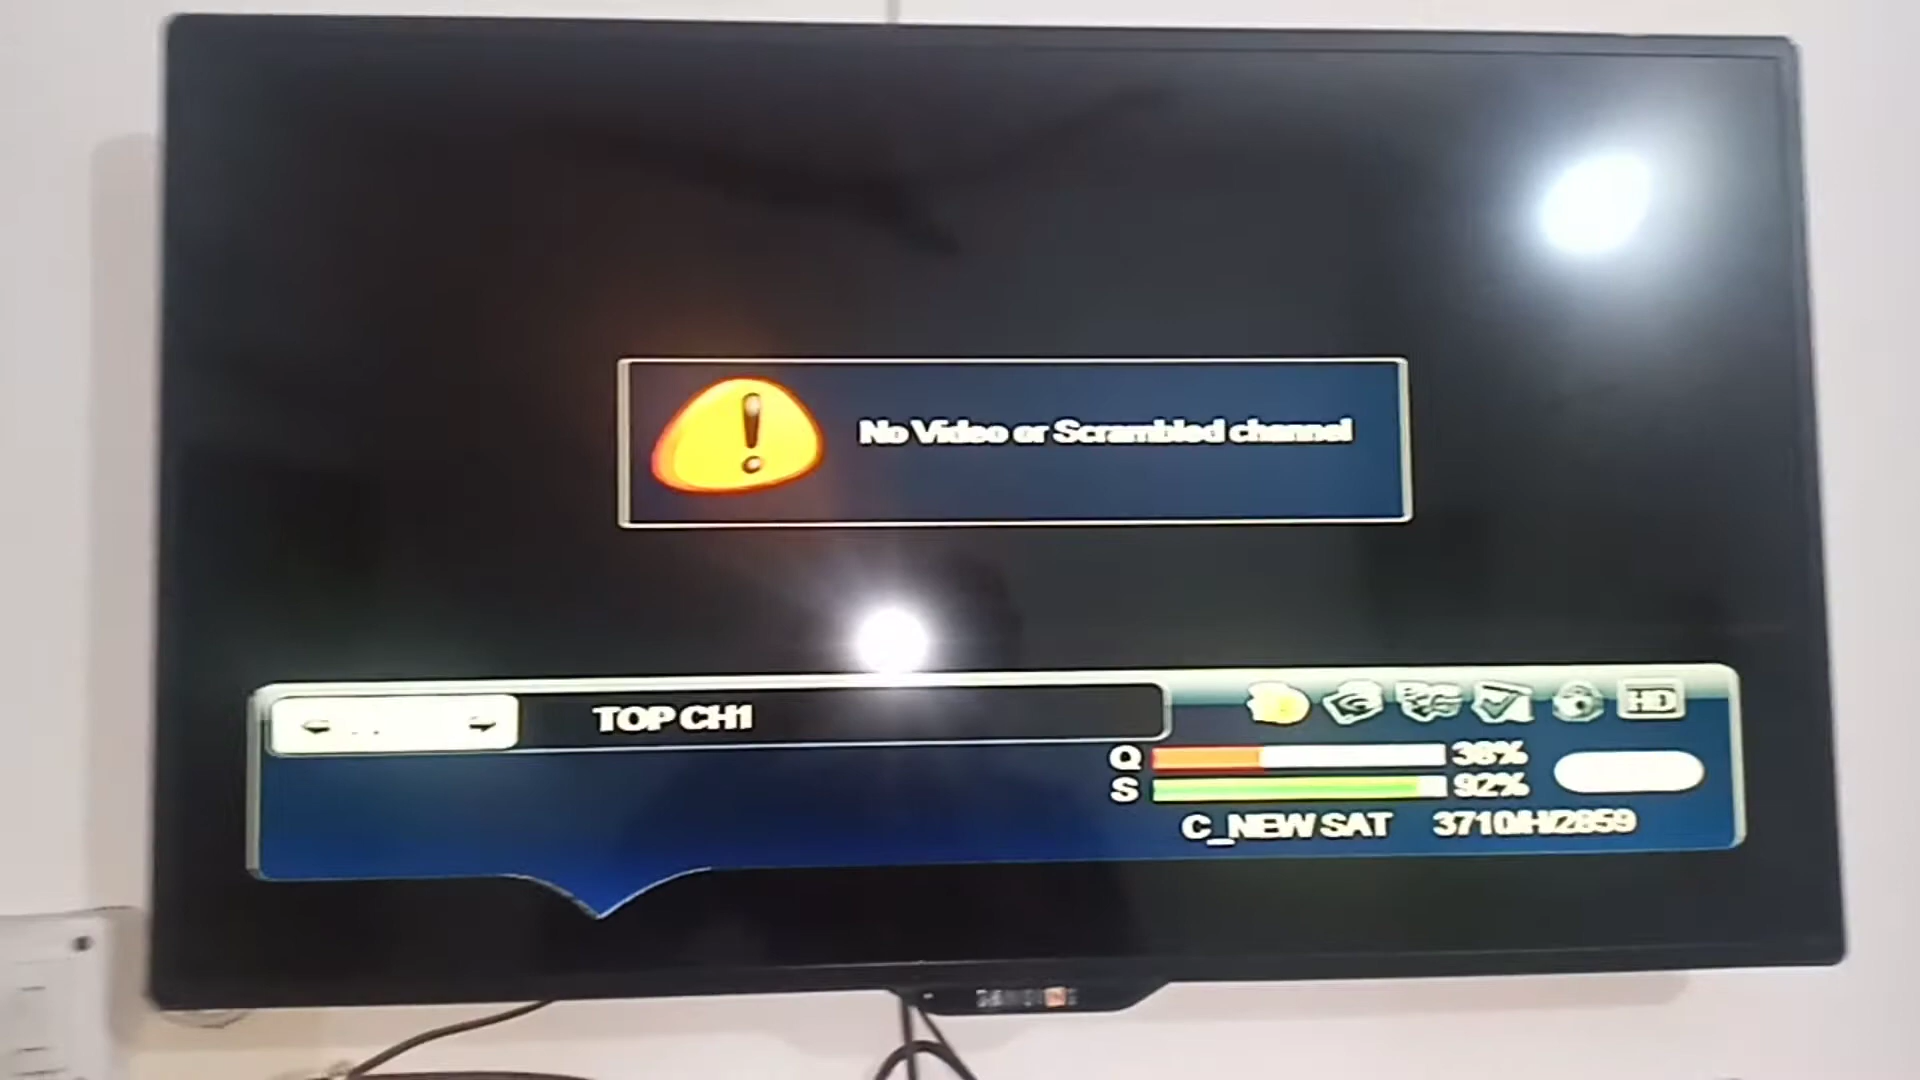 No Video or Scrambled channel
TOP CH1
HD
Q 38%
S 92%
C_NEW SAT 3710/H/2859